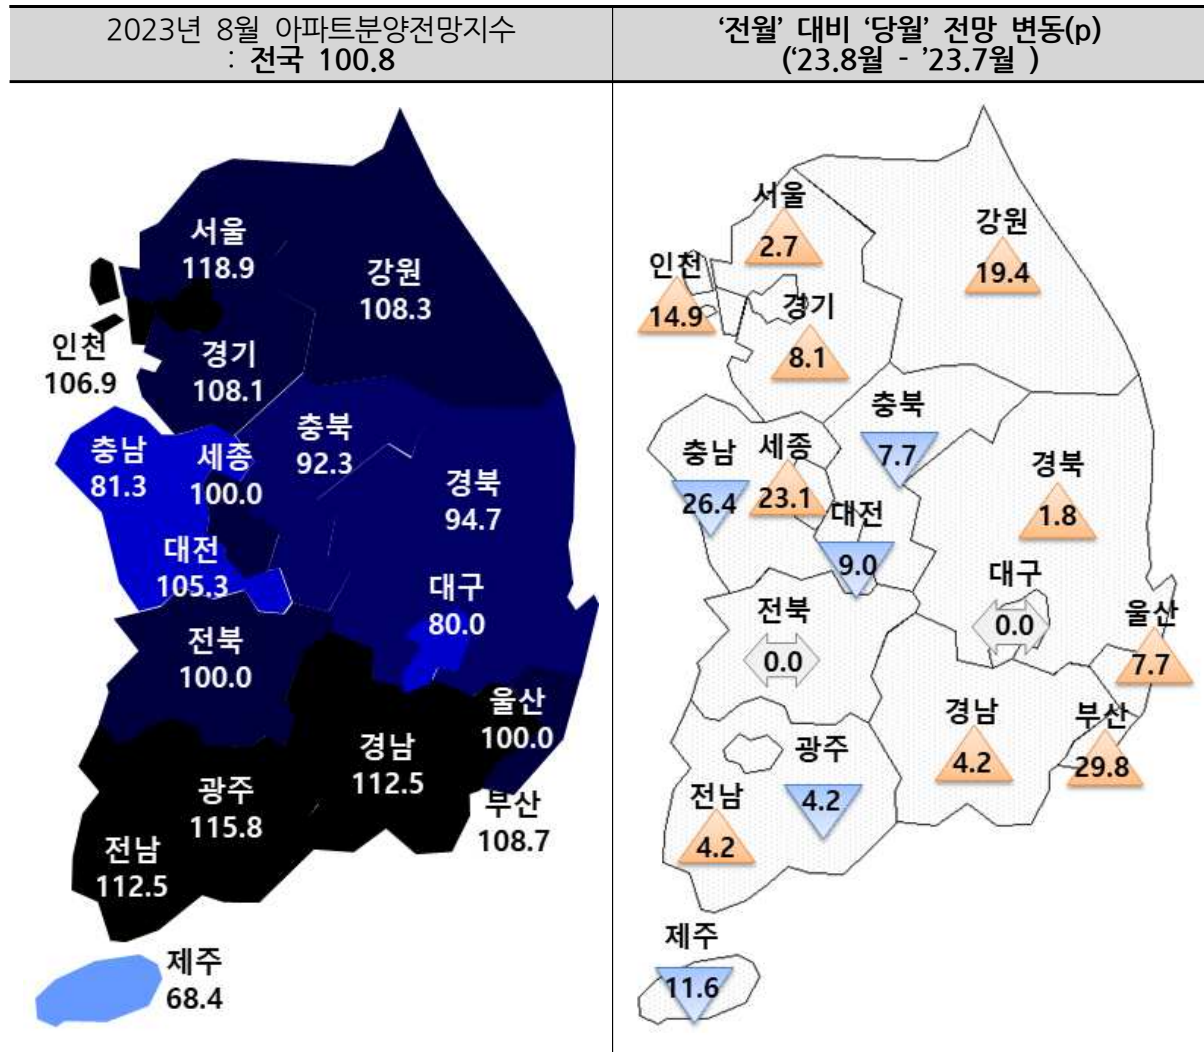 2023년 8월 아파트분양전망지수
: 전국 100.8
서울
118.9
강원
108.3
인천
106.9
경기
108.1
충북
92.3
충남
81.3
세종
100.0
경북
94.7
대전
105.3
대구
80.0
전북
100.0
울산
100.0
경남
112.5
광주
115.8
부산
108.7
전남
112.5
제주
68.4
‘전월’ 대비 ‘당월’ 전망 변동(p)
(‘23.8월 - ’23.7월 )
서울
2.7
강원
19.4
인천
14.9
경기
8.1
충북
7.7
충남
26.4
세종
23.1
경북
1.8
대전
9.0
대구
0.0
전북
0.0
울산
7.7
경남
4.2
부산
29.8
광주
4.2
전남
4.2
제주
11.6